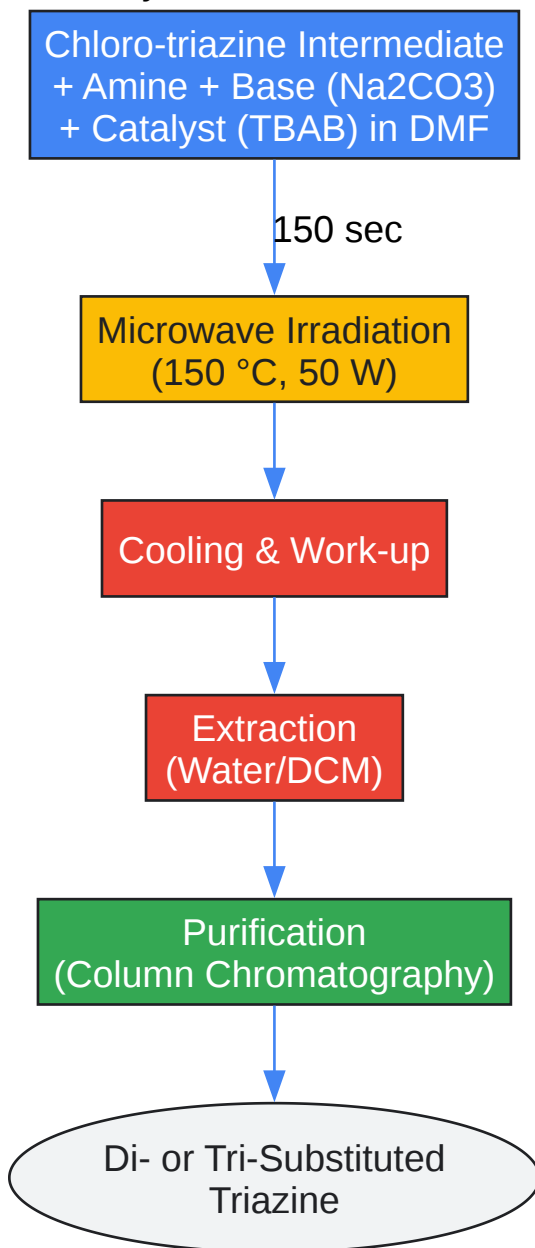 Chloro-triazine Intermediate
+ Amine + Base (Na2CO3)
+ Catalyst (TBAB) in DMF
150 sec
Microwave Irradiation
(150 °C, 50 W)
Cooling & Work-up
Extraction
(Water/DCM)
Purification
(Column Chromatography)
Di- or Tri-Substituted
Triazine